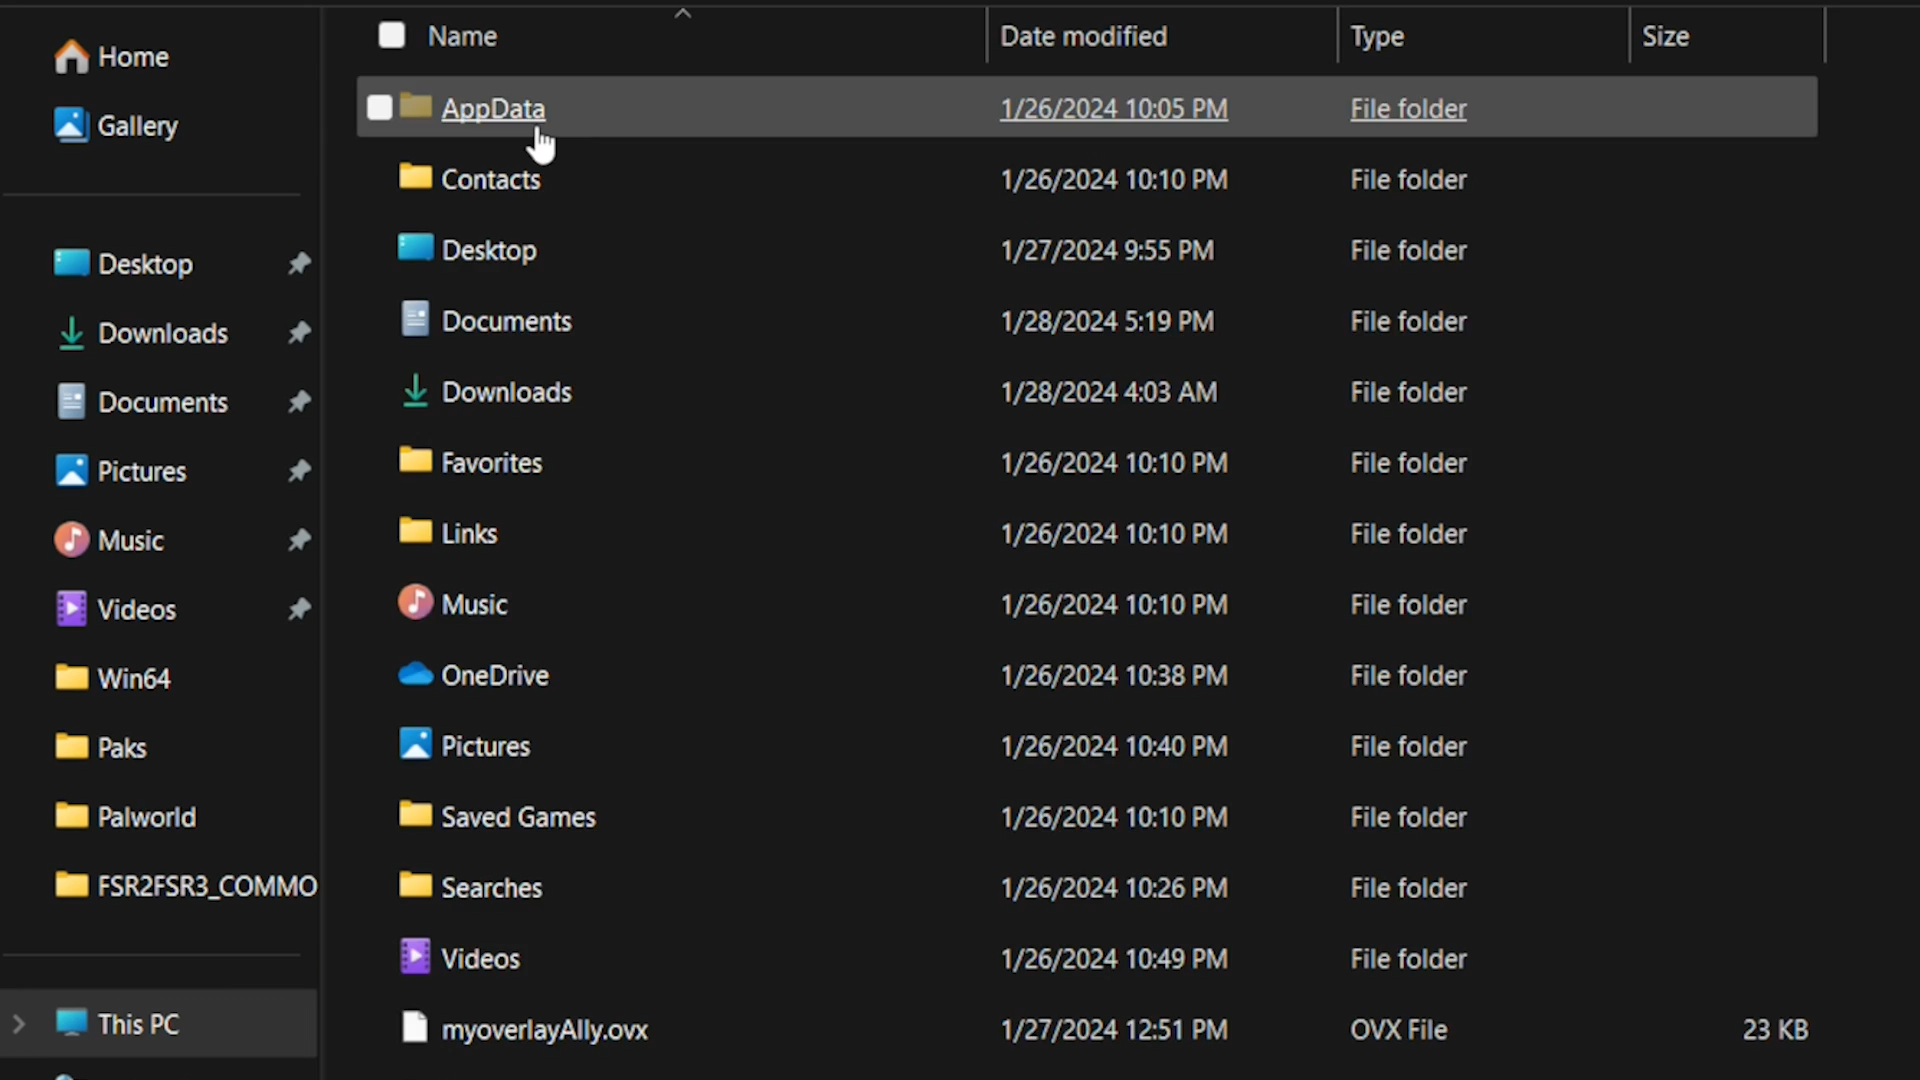 Home
Gallery
Desktop
Downloads
Documents
Pictures
Music
Videos
Win64
Paks
Palworld
FSR2FSR3_COMMO
This PC
Name Date modified Type Size
AppData 1/26/2024 10:05 PM File folder
Contacts 1/26/2024 10:10 PM File folder
Desktop 1/27/2024 9:55 PM File folder
Documents 1/28/2024 5:19 PM File folder
Downloads 1/28/2024 4:03 AM File folder
Favorites 1/26/2024 10:10 PM File folder
Links 1/26/2024 10:10 PM File folder
Music 1/26/2024 10:10 PM File folder
OneDrive 1/26/2024 10:38 PM File folder
Pictures 1/26/2024 10:40 PM File folder
Saved Games 1/26/2024 10:10 PM File folder
Searches 1/26/2024 10:26 PM File folder
Videos 1/26/2024 10:49 PM File folder
myoverlayAlly.ovx 1/27/2024 12:51 PM OVX File 23 KB